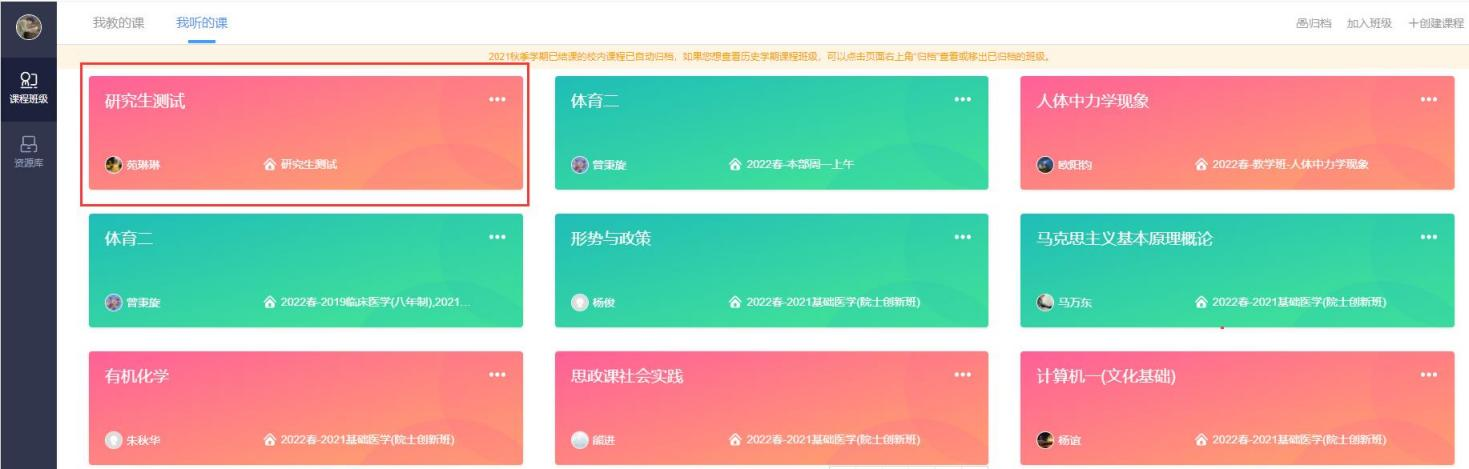 我教的课 我听的课 归档 加入班级 +创建课程
2021秋季学期已结课的校内课程已自动归档，如果您想查看历史学期课程班级，可以点击页面右上角“归档”查看或移出已归档的班级。
课程班级
资源库
研究生测试 ...
苑琳琳 研究生测试
体育二 ...
曾秉旋 2022春-本部周一上午
人体中力学现象 ...
欧阳钧 2022春-教学班-人体中力学现象
体育二 ...
曾秉旋 2022春-2019临床医学(八年制),2021...
形势与政策 ...
杨俊 2022春-2021基础医学(院士创新班)
马克思主义基本原理概论 ...
马万东 2022春-2021基础医学(院士创新班)
有机化学 ...
朱秋华 2022春-2021基础医学(院士创新班)
思政课社会实践 ...
2022春-2021基础医学(院士创新班)
计算机一(文化基础) ...
杨谊 2022春-2021基础医学(院士创新班)